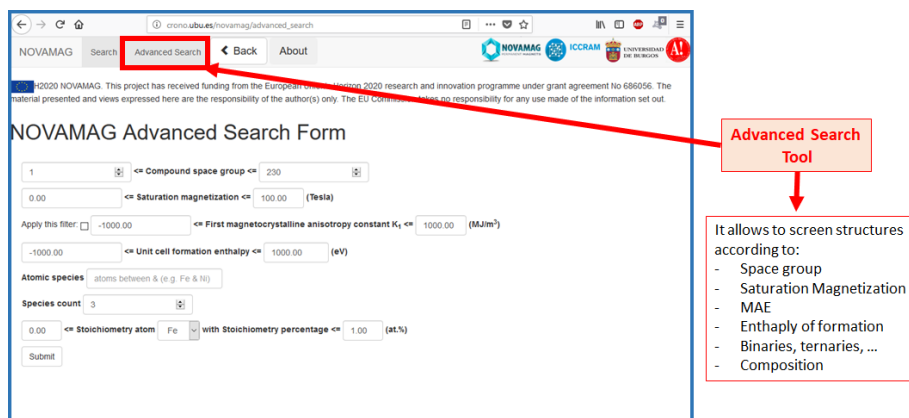 crono.ubu.es/novamag/advanced_search
NOVAMAG Search Advanced Search Back About NOVAMAG ICCRAM UNIVERSIDAD
DE BURGOS
H2020 NOVAMAG. This project has received funding from the European Horizon 2020 research and innovation programme under grant agreement No 686056. The
material presented and views expressed here are the responsibility of the author(s) only. The EU takes no responsibility for any use made of the information set out.
NOVAMAG Advanced Search Form
1 <= Compound space group <= 230
0.00 <= Saturation magnetization <= 100.00 (Tesla)
Apply this filter: -1000.00 <= First magnetocrystalline anisotropy constant K1 <= 1000.00 (MJ/m³)
-1000.00 <= Unit cell formation enthalpy <= 1000.00 (eV)
Atomic species atoms between & (e.g. Fe & Ni)
Species count 3
0.00 <= Stoichiometry atom Fe with Stoichiometry percentage <= 1.00 (at.%)
Submit
Advanced Search
Tool
It allows to screen structures
according to:
- Space group
- Saturation Magnetization
- MAE
- Enthaply of formation
- Binaries, ternaries, ...
- Composition